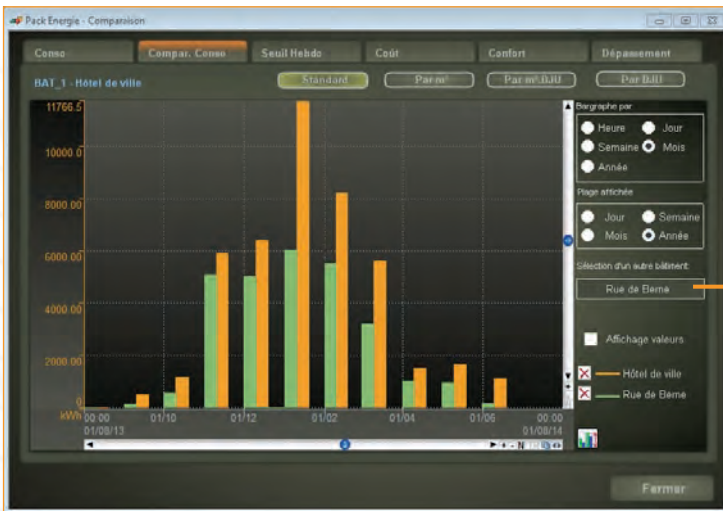 Pack Energie - Comparaison
Conso
Compar. Conso
Seuil Hebdo
Coût
Confort
Dépassement
BAT_1 - Hôtel de ville
Standard
Par m²
Par m².DJU
Par DJU
11766.5
10000.0
8000.00
6000.00
4000.00
2000.00
0
kWh
00:00
01/10
01/12
01/02
01/04
01/06
00:00
01/08/13
01/08/14
Bargraphe par
Heure
Jour
Semaine
Mois
Année
Plage affichée
Jour
Semaine
Mois
Année
Sélection d'un autre bâtiment:
Rue de Berne
Affichage valeurs
Hôtel de ville
Rue de Berne
Fermer